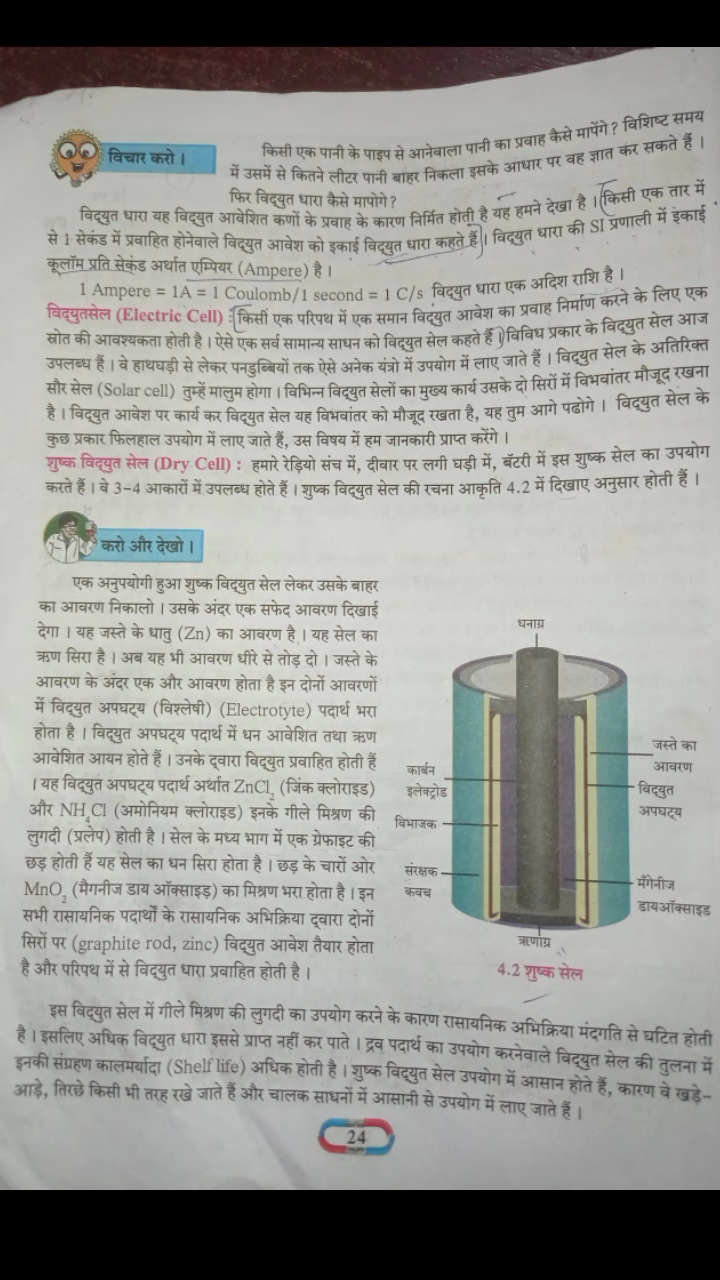 विचार करो ।
किसी एक पानी के पाइप से आनेवाला पानी का प्रवाह कैसे मापेंगे ? विशिष्ट समय
में उसमें से कितने लीटर पानी बाहर निकला इसके आधार पर वह ज्ञात कर सकते हैं ।
फिर विद्युत धारा कैसे मापोगे ?
विद्युत धारा यह विद्युत आवेशित कणों के प्रवाह के कारण निर्मित होती है यह हमने देखा है । किसी एक तार में
से 1 सेकंड में प्रवाहित होनेवाले विद्युत आवेश को इकाई विद्युत धारा कहते हैं । विद्युत धारा की SI प्रणाली में इकाई
कूलॉम प्रति सेकुंड अर्थात एम्पियर (Ampere) है ।
1 Ampere = 1A = 1 Coulomb/1 second = 1 C/s विद्युत धारा एक अदिश राशि है ।
विद्युतसेल (Electric Cell) : किसी एक परिपथ में एक समान विद्युत आवेश का प्रवाह निर्माण करने के लिए एक
स्रोत की आवश्यकता होती है । ऐसे एक सर्व सामान्य साधन को विद्युत सेल कहते हैं । विविध प्रकार के विद्युत सेल आज
उपलब्ध हैं । वे हाथघड़ी से लेकर पनडुब्बियों तक ऐसे अनेक यंत्रो में उपयोग में लाए जाते हैं । विद्युत सेल के अतिरिक्त
सौर सेल (Solar cell) तुम्हें मालुम होगा । विभिन्न विद्युत सेलों का मुख्य कार्य उसके दो सिरों में विभवांतर मौजूद रखना
है । विद्युत आवेश पर कार्य कर विद्युत सेल यह विभवांतर को मौजूद रखता है, यह तुम आगे पढोगे । विद्युत सेल के
कुछ प्रकार फिलहाल उपयोग में लाए जाते हैं, उस विषय में हम जानकारी प्राप्त करेंगे ।
शुष्क विद्युत सेल (Dry Cell) : हमारे रेड़ियो संच में, दीवार पर लगी घड़ी में, बॅटरी में इस शुष्क सेल का उपयोग
करते हैं । वे 3-4 आकारों में उपलब्ध होते हैं । शुष्क विद्युत सेल की रचना आकृति 4.2 में दिखाए अनुसार होती हैं ।
करो और देखो ।
एक अनुपयोगी हुआ शुष्क विद्युत सेल लेकर उसके बाहर
का आवरण निकालो । उसके अंदर एक सफेद आवरण दिखाई
देगा । यह जस्ते के धातु (Zn) का आवरण है । यह सेल का
ऋण सिरा है । अब यह भी आवरण धीरे से तोड़ दो । जस्ते के
आवरण के अंदर एक और आवरण होता है इन दोनों आवरणों
में विद्युत अपघट्य (विश्लेषी) (Electrotyte) पदार्थ भरा
होता है । विद्युत अपघट्य पदार्थ में धन आवेशित तथा ऋण
आवेशित आयन होते हैं । उनके द्वारा विद्युत प्रवाहित होती हैं
। यह विद्युत अपघट्य पदार्थ अर्थात ZnCl₂ (जिंक क्लोराइड)
और NH₄Cl (अमोनियम क्लोराइड) इनके गीले मिश्रण की
लुगदी (प्रलेप) होती है । सेल के मध्य भाग में एक ग्रेफाइट की
छड़ होती हैं यह सेल का धन सिरा होता है । छड़ के चारों ओर
MnO₂ (मैगनीज डाय ऑक्साइड) का मिश्रण भरा होता है । इन
सभी रासायनिक पदार्थों के रासायनिक अभिक्रिया द्वारा दोनों
सिरों पर (graphite rod, zinc) विद्युत आवेश तैयार होता
है और परिपथ में से विद्युत धारा प्रवाहित होती है ।
धनाग्र
जस्ते का
आवरण
कार्बन
इलेक्ट्रोड
विद्युत
अपघट्य
विभाजक
संरक्षक
कवच
मँगेनीज
डायऑक्साइड
ऋणाग्र
4.2 शुष्क सेल
इस विद्युत सेल में गीले मिश्रण की लुगदी का उपयोग करने के कारण रासायनिक अभिक्रिया मंदगति से घटित होती
है । इसलिए अधिक विद्युत धारा इससे प्राप्त नहीं कर पाते । द्रव पदार्थ का उपयोग करनेवाले विद्युत सेल की तुलना में
इनकी संग्रहण कालमर्यादा (Shelf life) अधिक होती है । शुष्क विद्युत सेल उपयोग में आसान होते हैं, कारण वे खड़े-
आड़े, तिरछे किसी भी तरह रखे जाते हैं और चालक साधनों में आसानी से उपयोग में लाए जाते हैं ।
24